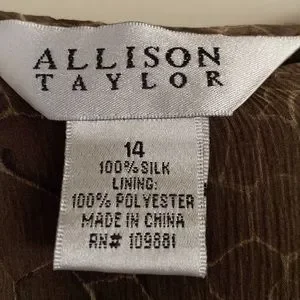 ALLISON
TAYLOR
14
100% SILK
LINING:
100% POLYESTER
MADE IN CHINA
RN# 109881